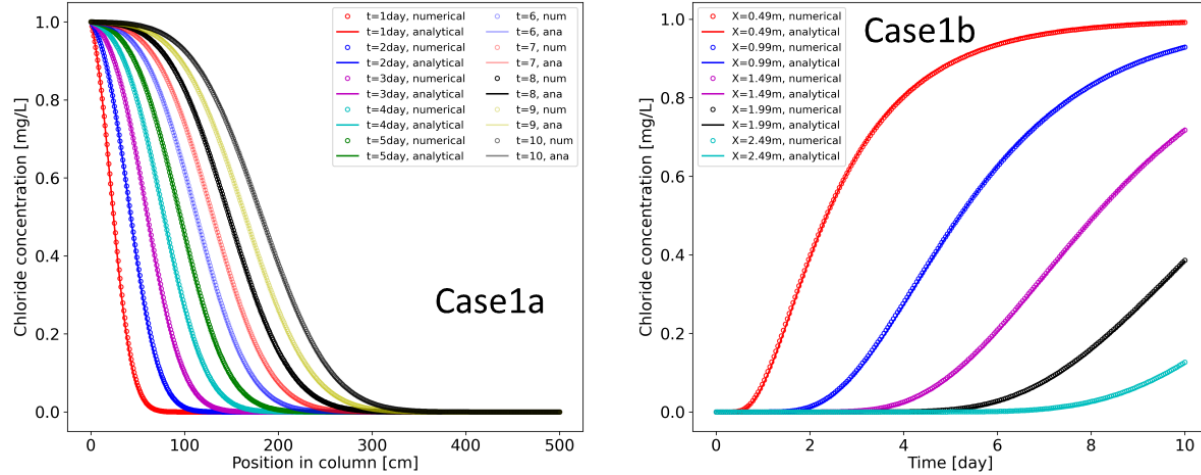 Chloride concentration [mg/L]
1.0
0.8
0.6
0.4
0.2
0.0
t=1day, numerical
t=1day, analytical
t=2day, numerical
t=2day, analytical
t=3day, numerical
t=3day, analytical
t=4day, numerical
t=4day, analytical
t=5day, numerical
t=5day, analytical
t=6, num
t=6, ana
t=7, num
t=7, ana
t=8, num
t=8, ana
t=9, num
t=9, ana
t=10, num
t=10, ana
Case1a
0 100 200 300 400 500
Position in column [cm]
Chloride concentration [mg/L]
1.0
0.8
0.6
0.4
0.2
0.0
X=0.49m, numerical
X=0.49m, analytical
X=0.99m, numerical
X=0.99m, analytical
X=1.49m, numerical
X=1.49m, analytical
X=1.99m, numerical
X=1.99m, analytical
X=2.49m, numerical
X=2.49m, analytical
Case1b
0 2 4 6 8 10
Time [day]